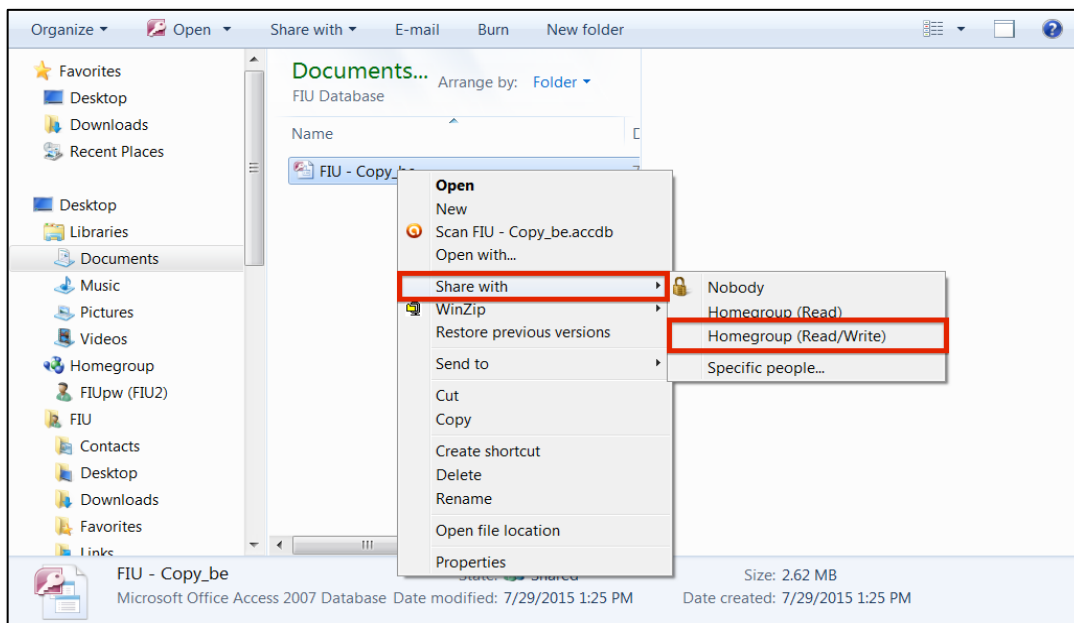 Organize Open Share with E-mail Burn New folder
Favorites
Desktop
Downloads
Recent Places
Desktop
Libraries
Documents
Music
Pictures
Videos
Homegroup
FIUpw (FIU2)
FIU
Contacts
Desktop
Downloads
Favorites
Links
Documents...
FIU Database
Arrange by: Folder
Name
FIU - Copy_be
Open
New
Scan FIU - Copy_be.accdb
Open with...
Share with
WinZip
Restore previous versions
Send to
Cut
Copy
Create shortcut
Delete
Rename
Open file location
Properties
Nobody
Homegroup (Read)
Homegroup (Read/Write)
Specific people...
FIU - Copy_be State: Shared Size: 2.62 MB
Microsoft Office Access 2007 Database Date modified: 7/29/2015 1:25 PM Date created: 7/29/2015 1:25 PM